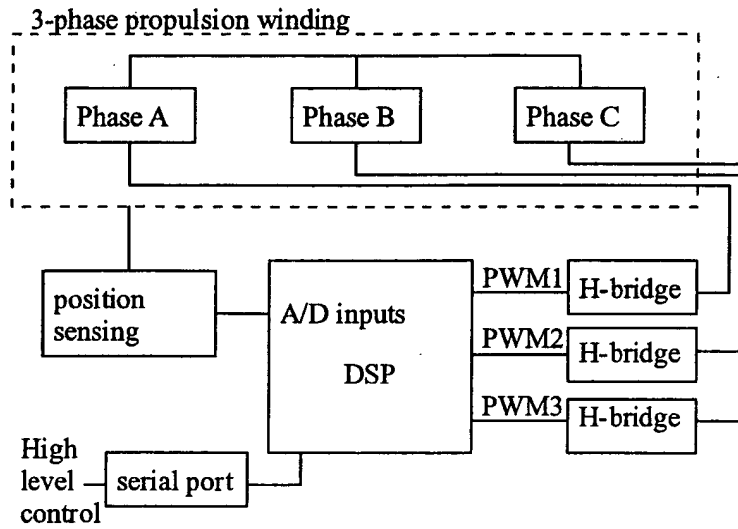 3-phase propulsion winding
Phase A
Phase B
Phase C
position
sensing
A/D inputs
DSP
PWM1
H-bridge
PWM2
H-bridge
PWM3
H-bridge
High
level
control
serial port